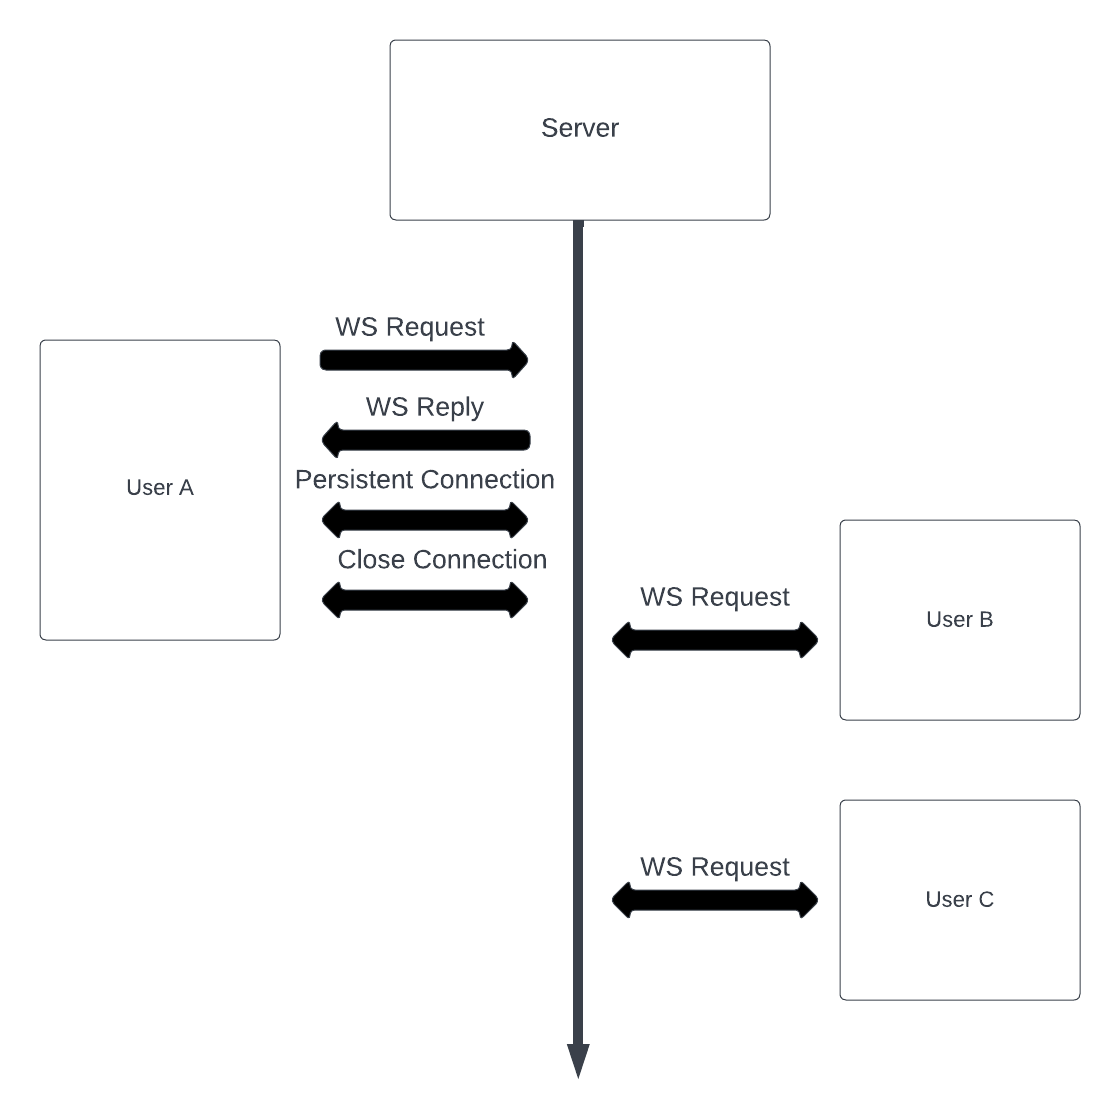 Server
WS Request
WS Reply
User A
Persistent Connection
Close Connection
WS Request
User B
WS Request
User C